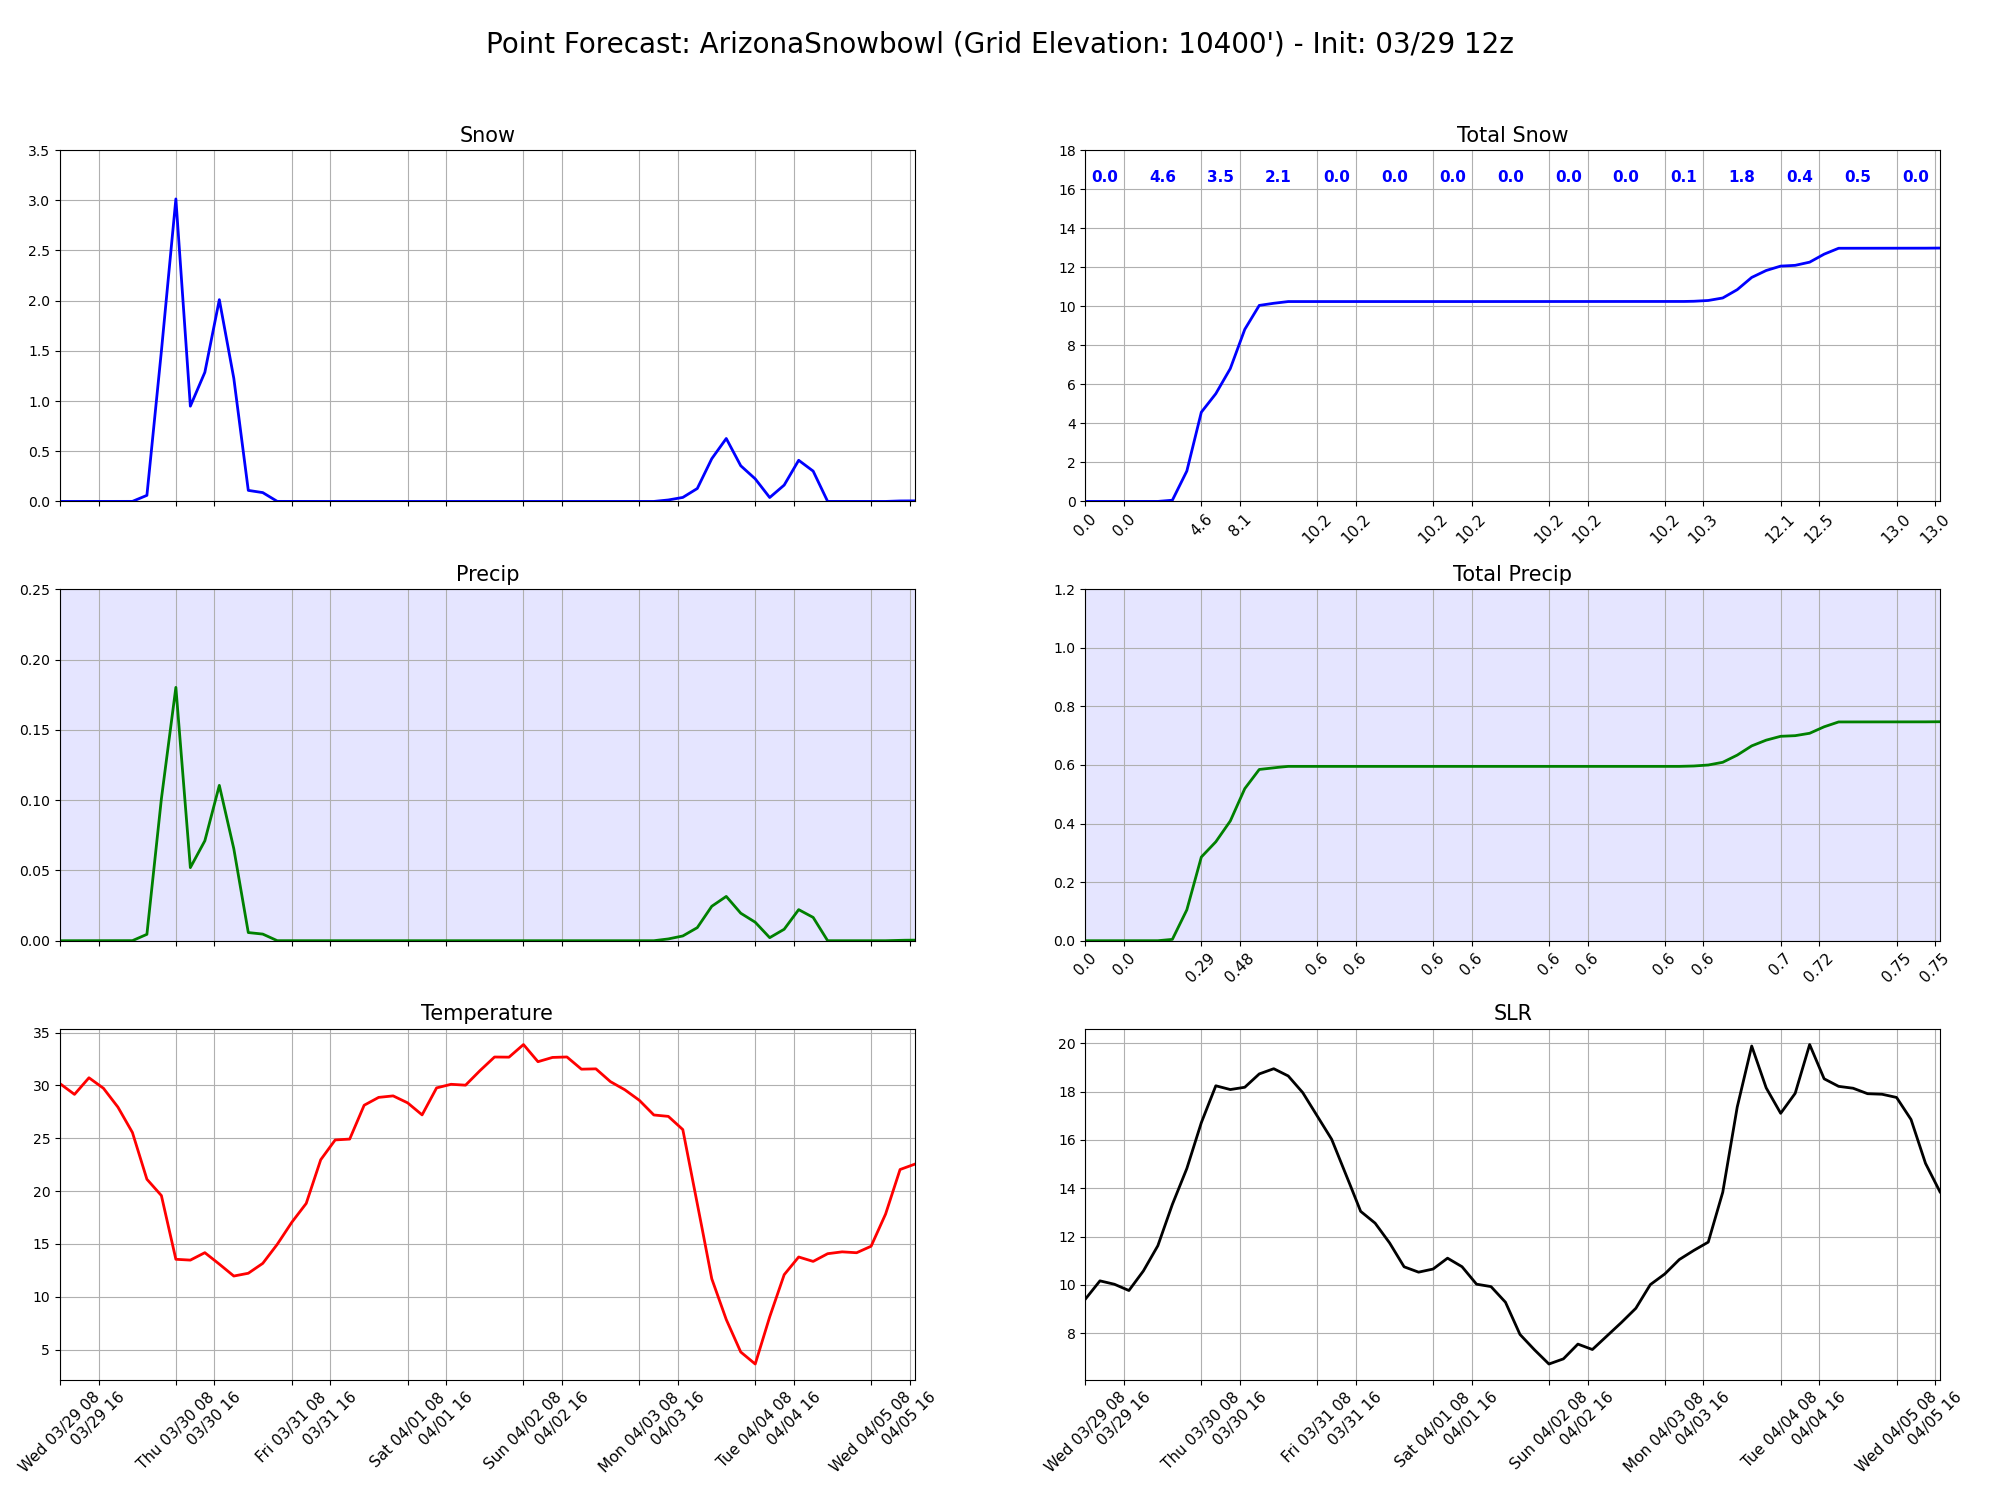 Point Forecast: ArizonaSnowbowl (Grid Elevation: 10400') - Init: 03/29 12z
Snow
3.5
3.0
2.5
2.0
1.5
1.0
0.5
0.0
Total Snow
18
16
14
12
10
8
6
4
2
0
0.0 4.6 3.5 2.1 0.0 0.0 0.0 0.0 0.0 0.0 0.1 1.8 0.4 0.5 0.0
0.0 0.0 4.6 8.1 10.2 10.2 10.2 10.2 10.2 10.2 10.2 10.3 12.1 12.5 13.0 13.0
Precip
0.25
0.20
0.15
0.10
0.05
0.00
Total Precip
1.2
1.0
0.8
0.6
0.4
0.2
0.0
0.0 0.0 0.29 0.48 0.6 0.6 0.6 0.6 0.6 0.6 0.6 0.6 0.7 0.72 0.75 0.75
Temperature
35
30
25
20
15
10
5
Wed 03/29 08
03/29 16
Thu 03/30 08
03/30 16
Fri 03/31 08
03/31 16
Sat 04/01 08
04/01 16
Sun 04/02 08
04/02 16
Mon 04/03 08
04/03 16
Tue 04/04 08
04/04 16
Wed 04/05 08
04/05 16
SLR
20
18
16
14
12
10
8
Wed 03/29 08
03/29 16
Thu 03/30 08
03/30 16
Fri 03/31 08
03/31 16
Sat 04/01 08
04/01 16
Sun 04/02 08
04/02 16
Mon 04/03 08
04/03 16
Tue 04/04 08
04/04 16
Wed 04/05 08
04/05 16